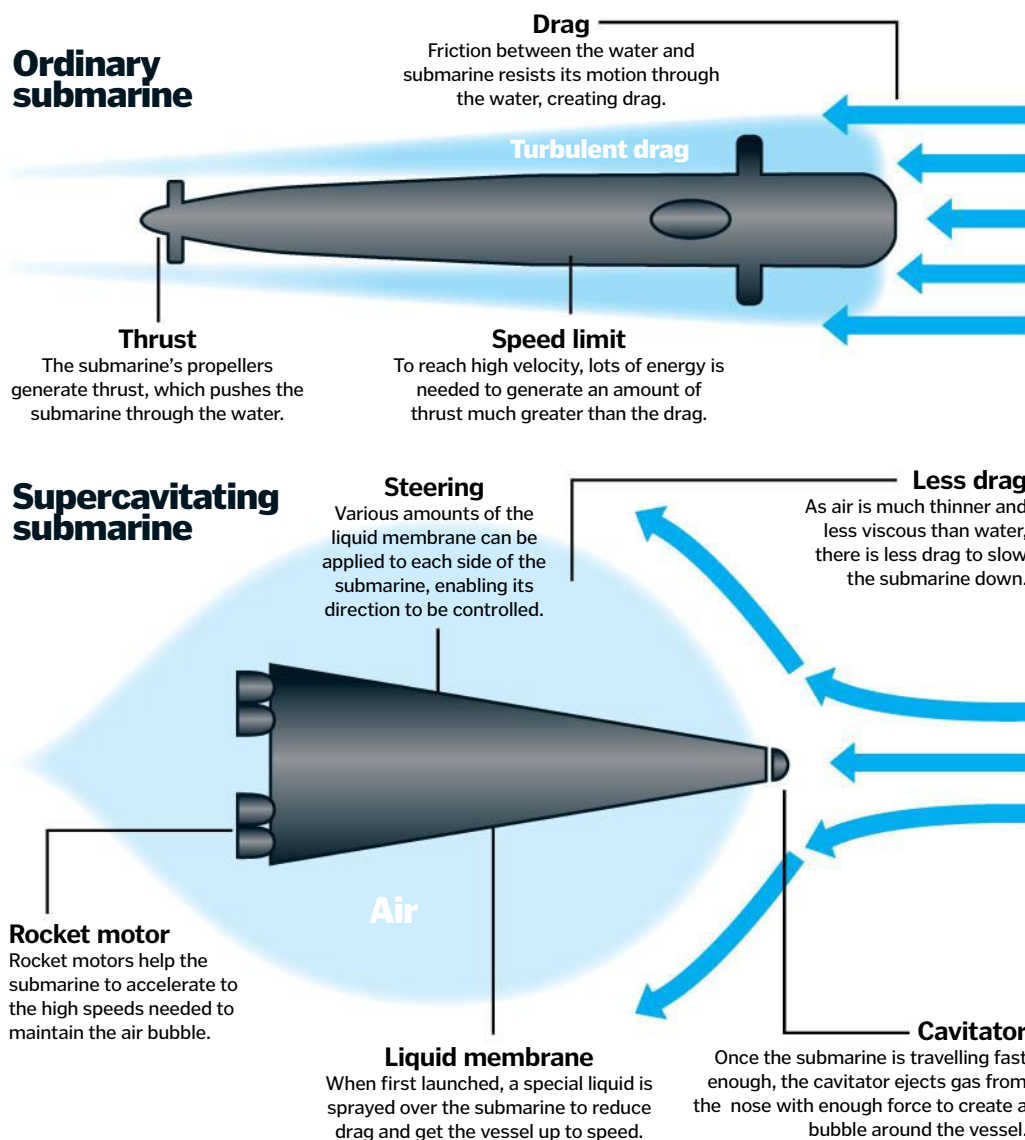 Ordinary
submarine
Drag
Friction between the water and
submarine resists its motion through
the water, creating drag.
Turbulent drag
Thrust
The submarine's propellers
generate thrust, which pushes the
submarine through the water.
Speed limit
To reach high velocity, lots of energy is
needed to generate an amount of
thrust much greater than the drag.
Supercavitating
submarine
Steering
Various amounts of the
liquid membrane can be
applied to each side of the
submarine, enabling its
direction to be controlled.
Less drag
As air is much thinner and
less viscous than water,
there is less drag to slow
the submarine down.
Air
Rocket motor
Rocket motors help the
submarine to accelerate to
the high speeds needed to
maintain the air bubble.
Liquid membrane
When first launched, a special liquid is
sprayed over the submarine to reduce
drag and get the vessel up to speed.
Cavitator
Once the submarine is travelling fast
enough, the cavitator ejects gas from
the nose with enough force to create a
bubble around the vessel.